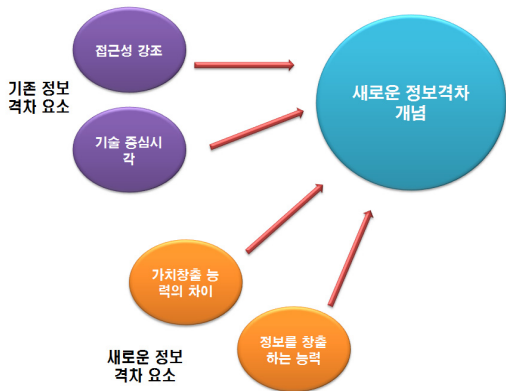 접근성 강조
기존 정보
격차 요소
새로운 정보격차
개념
기술 중심시
각
가치창출 능
력의 차이
정보를 창출
하는 능력
새로운 정보
격차 요소